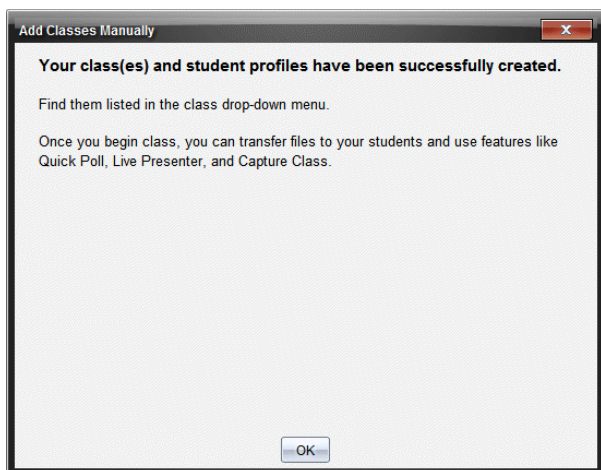 Add Classes Manually
Your class(es) and student profiles have been successfully created.
Find them listed in the class drop-down menu.
Once you begin class, you can transfer files to your students and use features like
Quick Poll, Live Presenter, and Capture Class.
OK